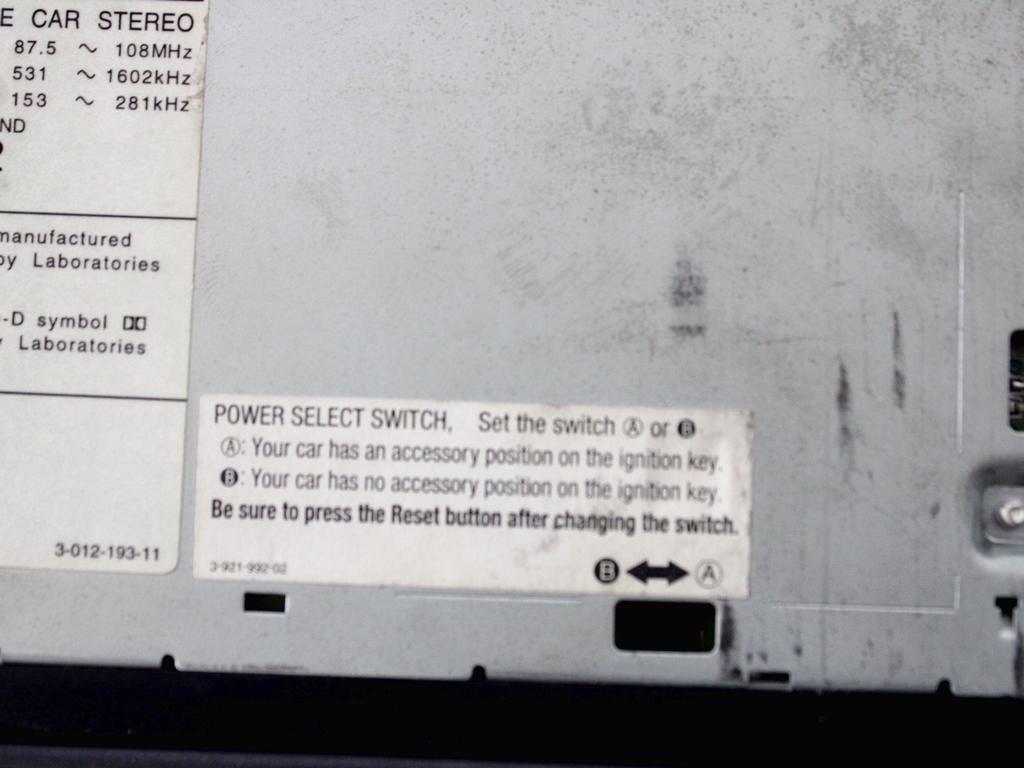 E CAR STEREO
87.5 ~ 108MHz
531 ~ 1602kHz
153 ~ 281kHz
ND
2
manufactured
by Laboratories
-D symbol
Laboratories
3-012-193-11
POWER SELECT SWITCH, Set the switch Ⓐ or 🅑
Ⓐ: Your car has an accessory position on the ignition key.
🅑: Your car has no accessory position on the ignition key.
Be sure to press the Reset button after changing the switch.
3-921-992-02
🅑 ↔ Ⓐ